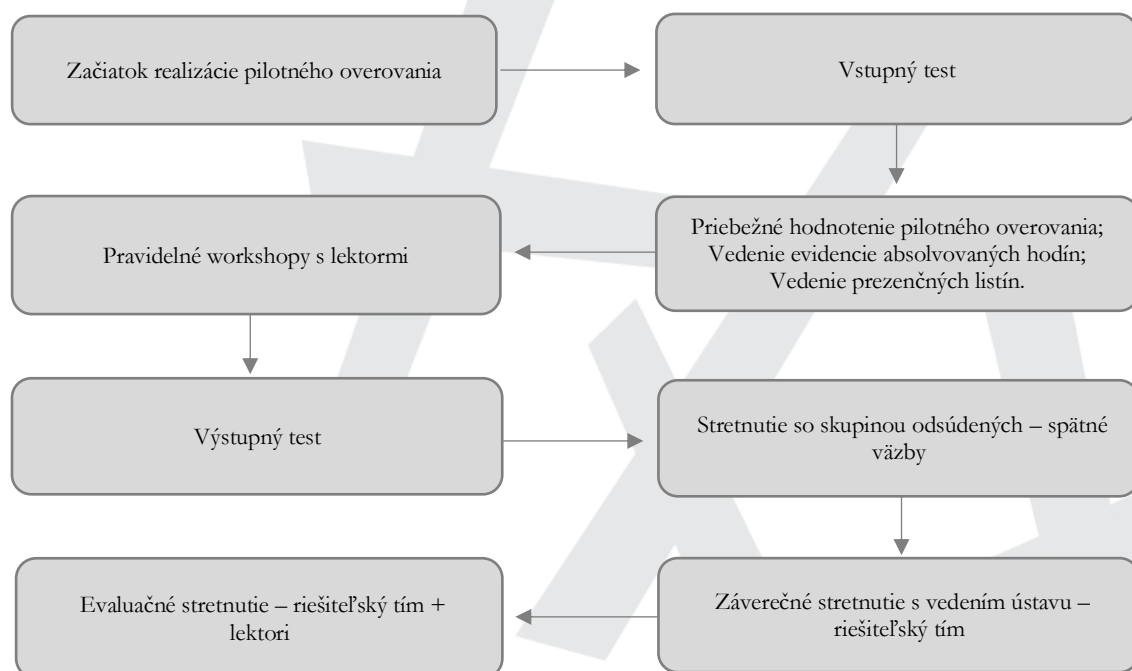 Začiatok realizácie pilotného overovania
Vstupný test
Priebežné hodnotenie pilotného overovania;
Vedenie evidencie absolvovaných hodín;
Vedenie prezenčných listín.
Pravidelné workshopy s lektormi
Výstupný test
Stretnutie so skupinou odsúdených – spätné
väzby
Záverečné stretnutie s vedením ústavu –
riešiteľský tím
Evaluačné stretnutie – riešiteľský tím +
lektori